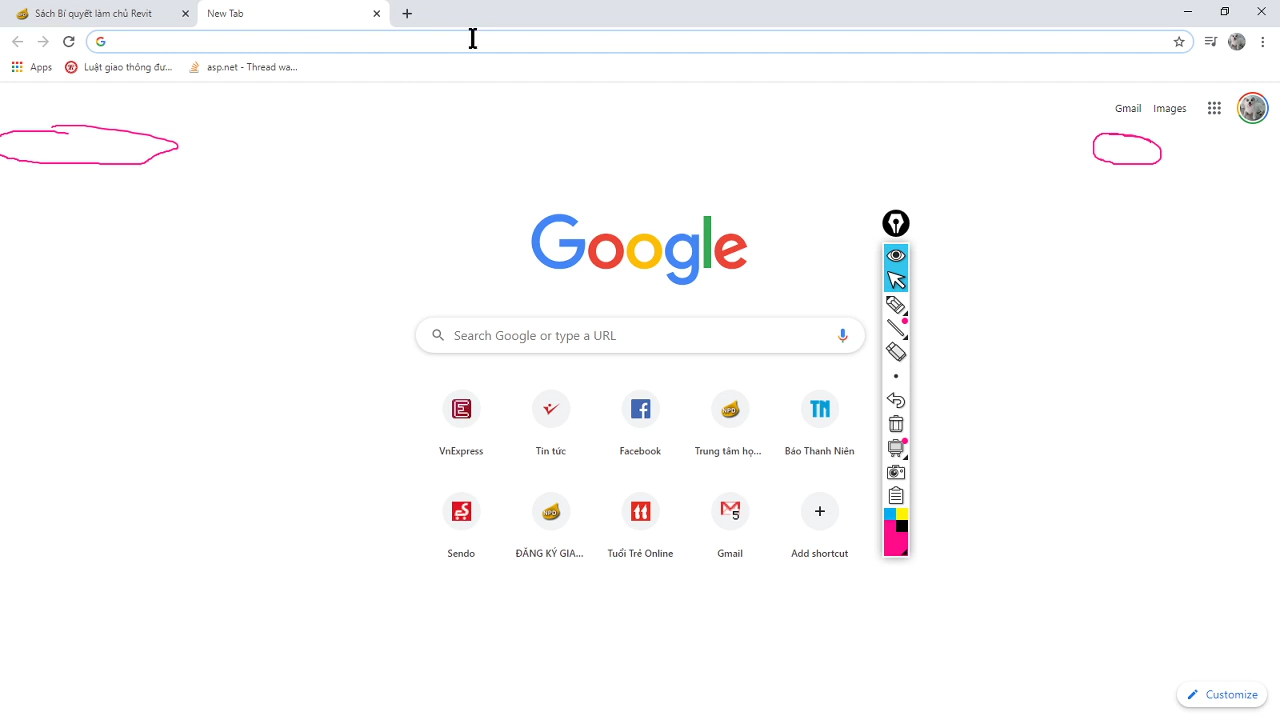 Sách Bí quyết làm chủ Revit
New Tab
Apps
Luật giao thông đư...
asp.net - Thread wa...
Gmail
Images
Google
Search Google or type a URL
VnExpress
Tin tức
Facebook
Trung tâm họ...
Báo Thanh Niên
Sendo
ĐĂNG KÝ GIA...
Tuổi Trẻ Online
Gmail
Add shortcut
Customize